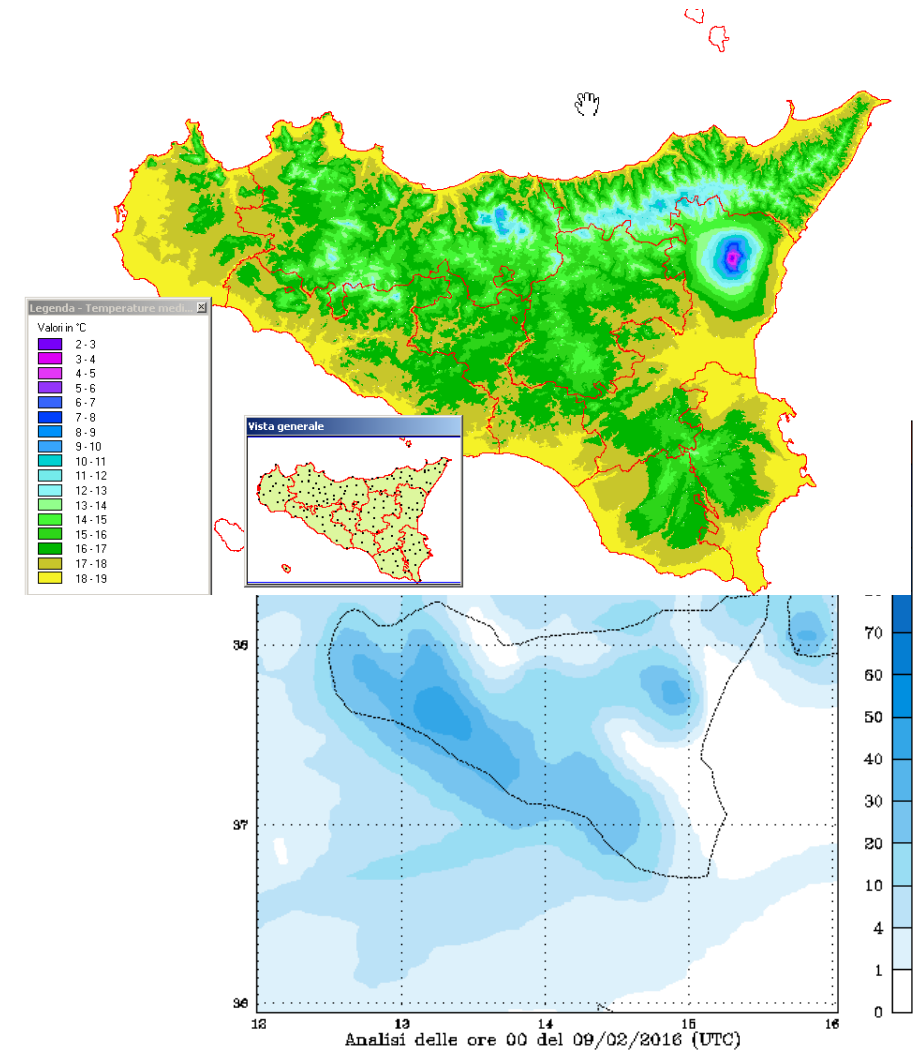 Legenda - Temperature medi...
Valori in °C
2 - 3
3 - 4
4 - 5
5 - 6
6 - 7
7 - 8
8 - 9
9 - 10
10 - 11
11 - 12
12 - 13
13 - 14
14 - 15
15 - 16
16 - 17
17 - 18
18 - 19
Vista generale
38
37
36
12 13 14 15 16
70
60
50
40
30
20
10
4
1
0
Analisi delle ore 00 del 09/02/2016 (UTC)